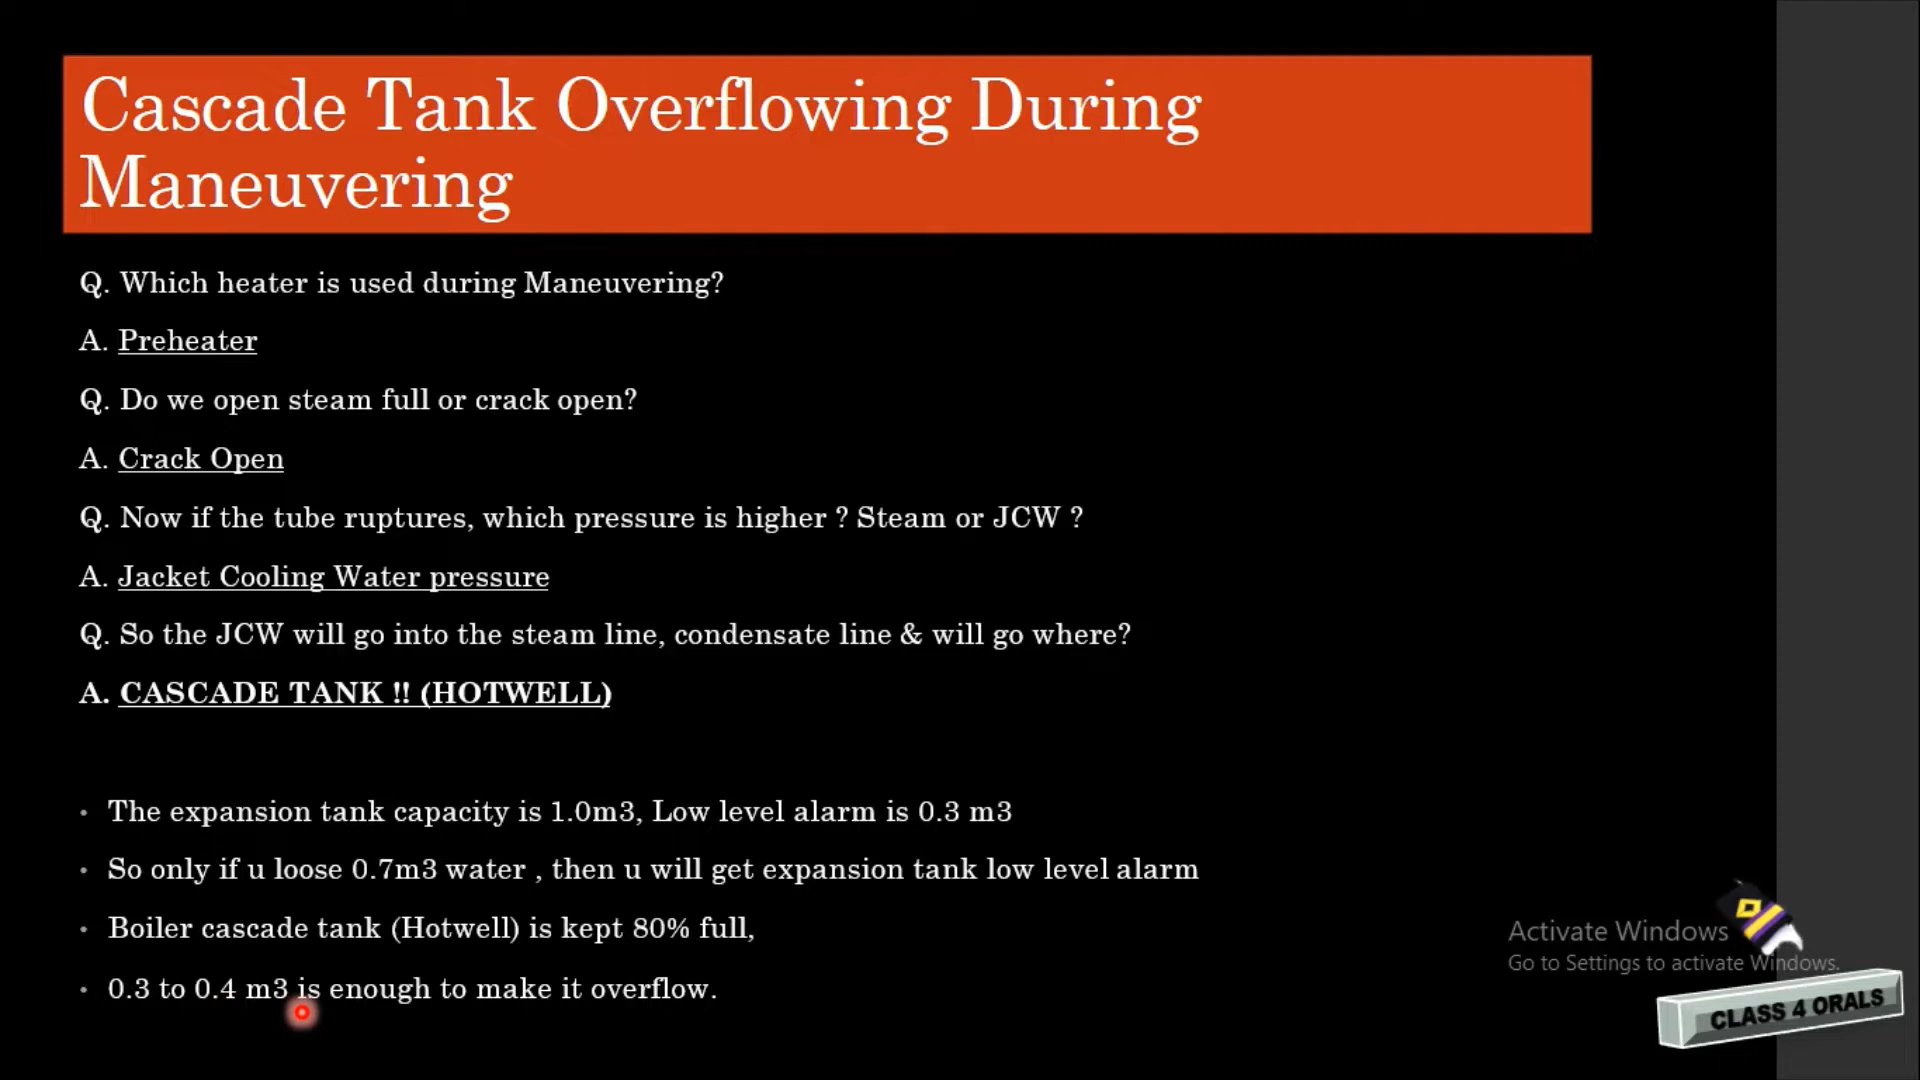 Cascade Tank Overflowing During
Maneuvering
Q. Which heater is used during Maneuvering?
A. Preheater
Q. Do we open steam full or crack open?
A. Crack Open
Q. Now if the tube ruptures, which pressure is higher ? Steam or JCW ?
A. Jacket Cooling Water pressure
Q. So the JCW will go into the steam line, condensate line & will go where?
A. CASCADE TANK !! (HOTWELL)
• The expansion tank capacity is 1.0m3, Low level alarm is 0.3 m3
• So only if u loose 0.7m3 water , then u will get expansion tank low level alarm
• Boiler cascade tank (Hotwell) is kept 80% full,
• 0.3 to 0.4 m3 is enough to make it overflow.
Activate Windows
Go to Settings to activate Windows.
CLASS 4 ORALS